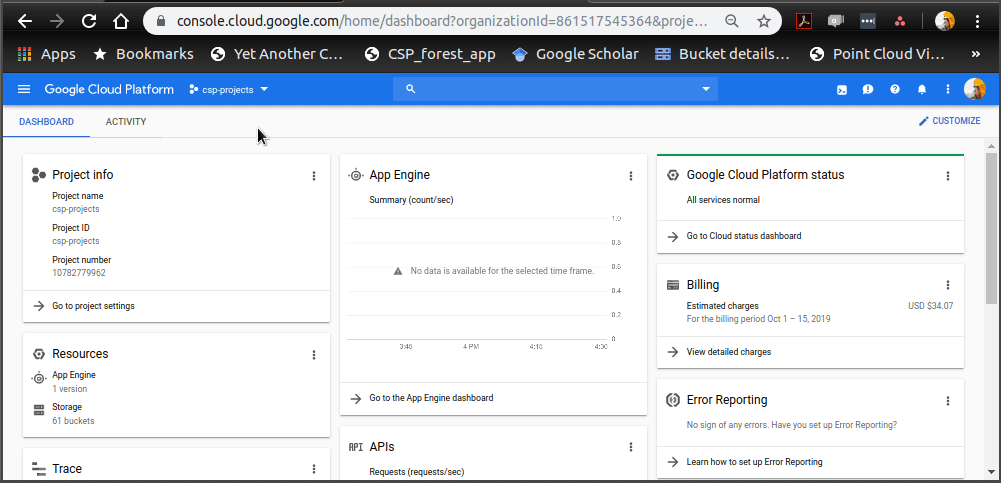 console.cloud.google.com/home/dashboard?organizationId=861517545364&proje…
Apps
Bookmarks
Yet Another C…
CSP_forest_app
Google Scholar
Bucket details…
Point Cloud Vi…
»
Google Cloud Platform
csp-projects
DASHBOARD
ACTIVITY
CUSTOMIZE
Project info
Project name
csp-projects
Project ID
csp-projects
Project number
10782779962
Go to project settings
Resources
App Engine
1 version
Storage
61 buckets
Trace
App Engine
Summary (count/sec)
1.0
0.8
0.6
No data is available for the selected time frame.
0.4
0.2
0
3:45 4 PM 4:15 4:30
Go to the App Engine dashboard
API APIs
Requests (requests/sec)
Google Cloud Platform status
All services normal
Go to Cloud status dashboard
Billing
Estimated charges USD $34.07
For the billing period Oct 1 – 15, 2019
View detailed charges
Error Reporting
No sign of any errors. Have you set up Error Reporting?
Learn how to set up Error Reporting